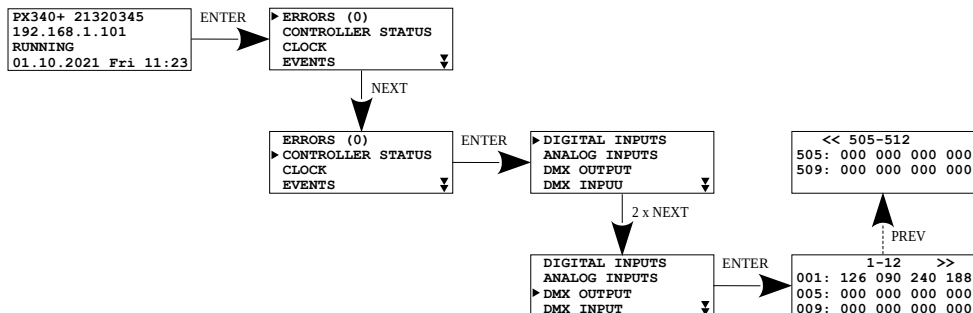 PX340+ 21320345
192.168.1.101
RUNNING
01.10.2021 Fri 11:23
ENTER
ERRORS (0)
CONTROLLER STATUS
CLOCK
EVENTS
NEXT
ERRORS (0)
CONTROLLER STATUS
CLOCK
EVENTS
ENTER
DIGITAL INPUTS
ANALOG INPUTS
DMX OUTPUT
DMX INPUU
2 x NEXT
DIGITAL INPUTS
ANALOG INPUTS
DMX OUTPUT
DMX INPUT
ENTER
1-12 >>
001: 126 090 240 188
005: 000 000 000 000
009: 000 000 000 000
PREV
<< 505-512
505: 000 000 000 000
509: 000 000 000 000